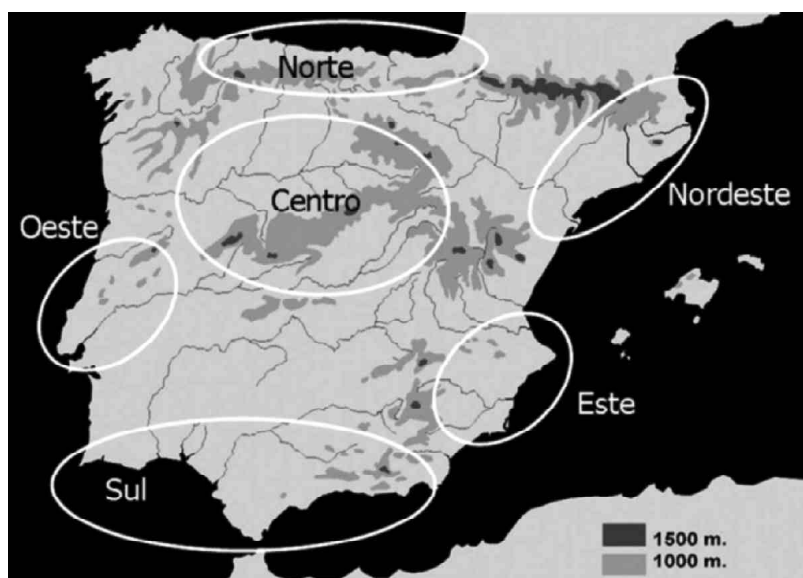 Norte
Centro
Nordeste
Oeste
Este
Sul
1500 m.
1000 m.